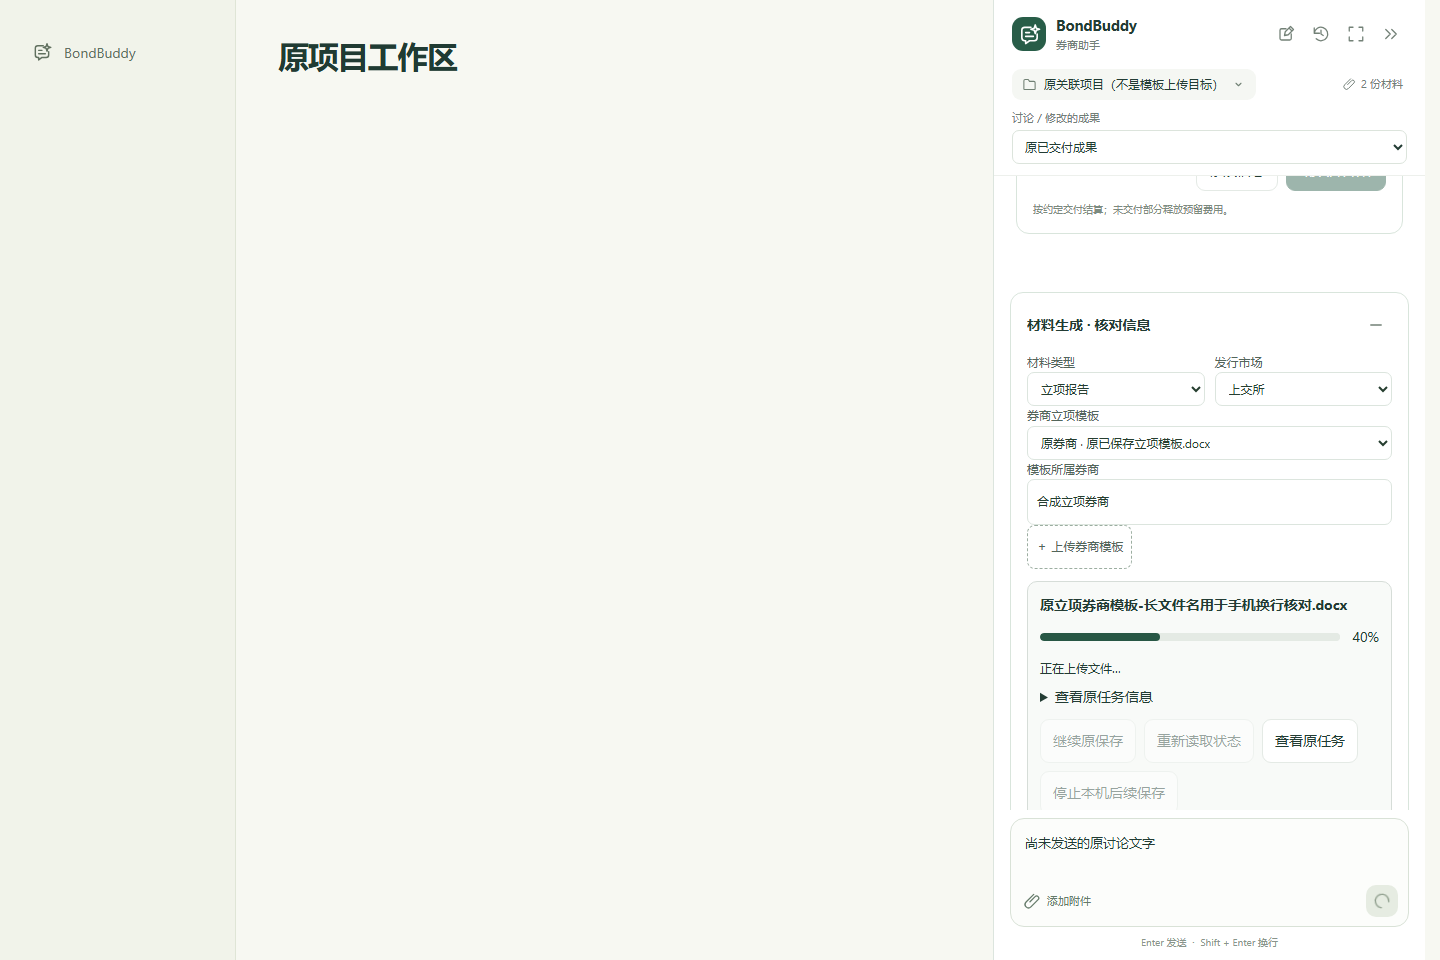 BondBuddy
原项目工作区
BondBuddy
券商助手
原关联项目（不是模板上传目标）
2 份材料
讨论 / 修改的成果
原已交付成果
按约定交付结算；未交付部分释放预留费用。
材料生成 · 核对信息
材料类型
发行市场
立项报告
上交所
券商立项模板
原券商 · 原已保存立项模板.docx
模板所属券商
合成立项券商
+ 上传券商模板
原立项券商模板-长文件名用于手机换行核对.docx
40%
正在上传文件...
查看原任务信息
继续原保存
重新读取状态
查看原任务
停止本机后续保存
尚未发送的原讨论文字
添加附件
Enter 发送 · Shift + Enter 换行